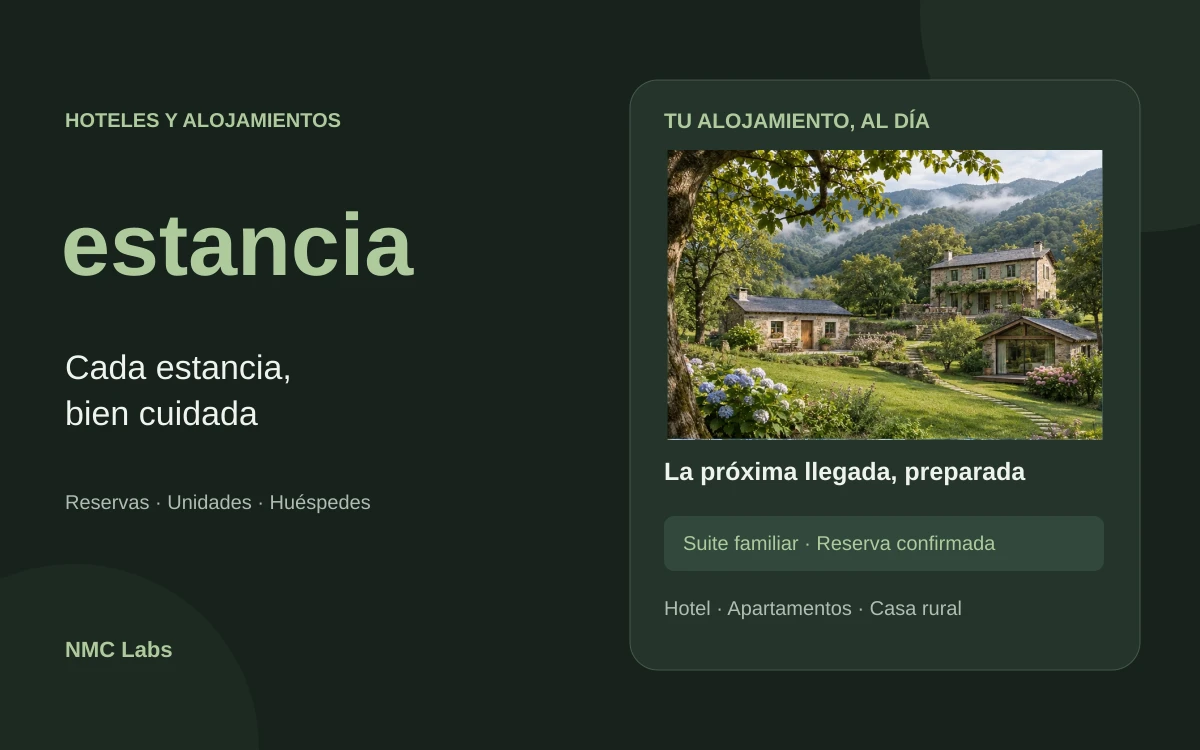 HOTELES Y ALOJAMIENTOS
estancia
Cada estancia,
bien cuidada
Reservas · Unidades · Huéspedes
NMC Labs
TU ALOJAMIENTO, AL DÍA
La próxima llegada, preparada
Suite familiar · Reserva confirmada
Hotel · Apartamentos · Casa rural